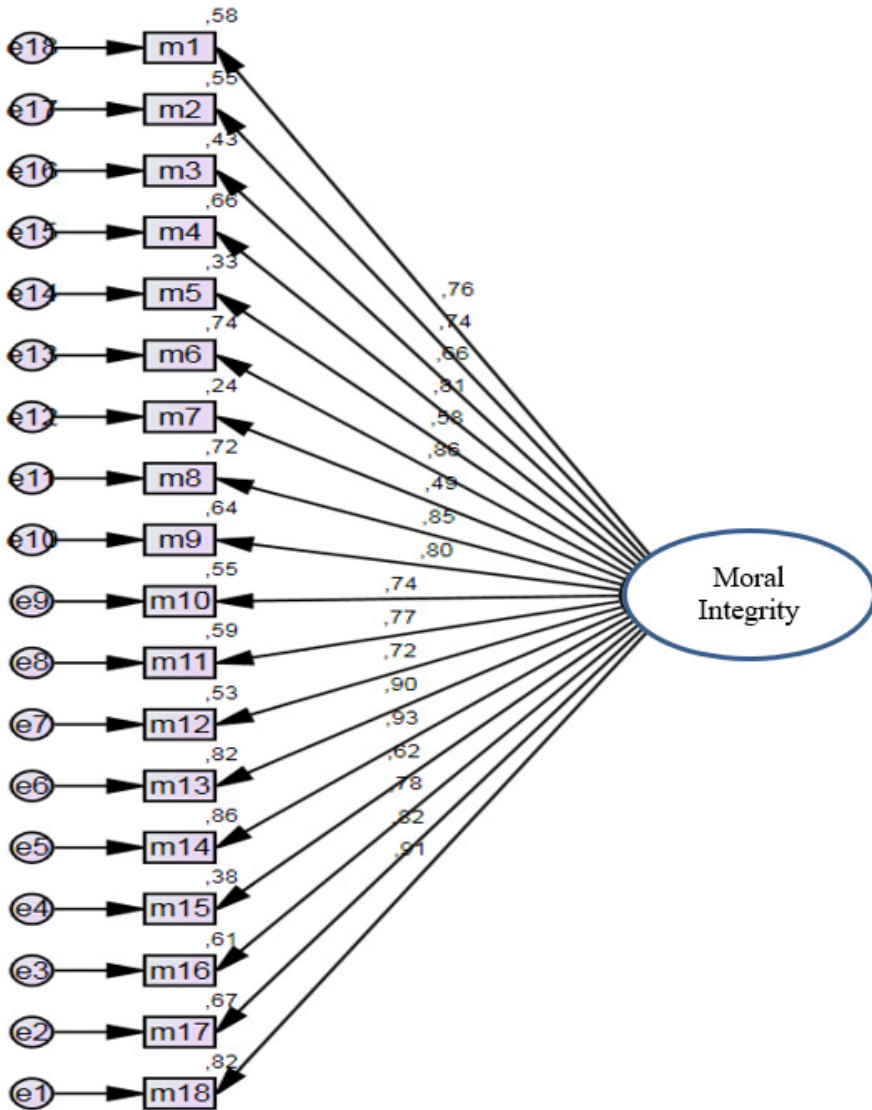 ,58
e18 m1
,55
e17 m2
,43
e16 m3
,66
e15 m4
,33
e14 m5
,76
,74
e13 m6
,74
,66
,24
e12 m7
,81
,58
,72
e11 m8
,86
,49
,64
e10 m9
,85
,80
,55
e9 m10
,74
Moral
Integrity
,59
e8 m11
,77
,72
,53
e7 m12
,90
,93
,82
e6 m13
,62
,78
,86
e5 m14
,82
,91
,38
e4 m15
,61
e3 m16
,67
e2 m17
,82
e1 m18